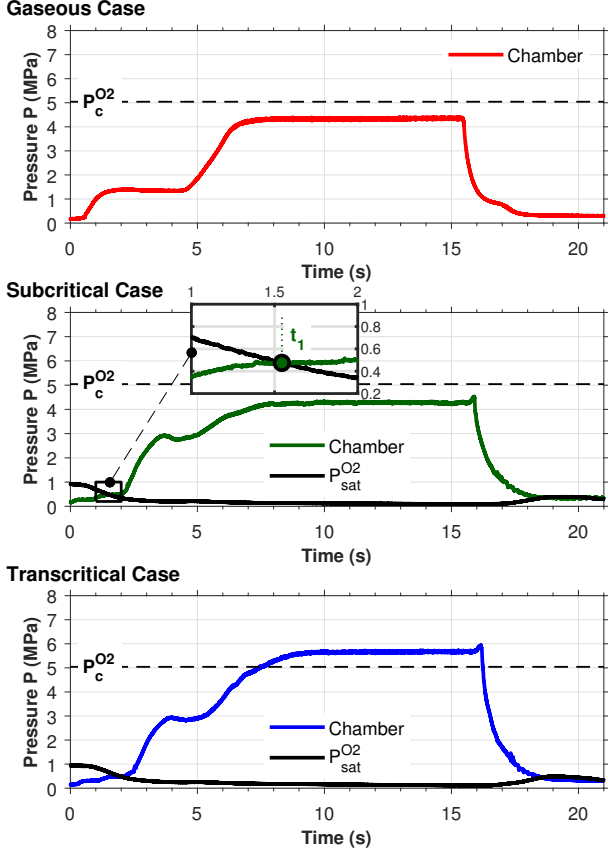 Gaseous Case
Pressure P (MPa)
8
7
6
5
4
3
2
1
0
P_c^O2
Chamber
0 5 10 15 20
Time (s)
Subcritical Case
Pressure P (MPa)
8
7
6
5
4
3
2
1
0
P_c^O2
1 1.5 2
t_1
1
0.8
0.6
0.4
0.2
Chamber
P_sat^O2
0 5 10 15 20
Time (s)
Transcritical Case
Pressure P (MPa)
8
7
6
5
4
3
2
1
0
P_c^O2
Chamber
P_sat^O2
0 5 10 15 20
Time (s)